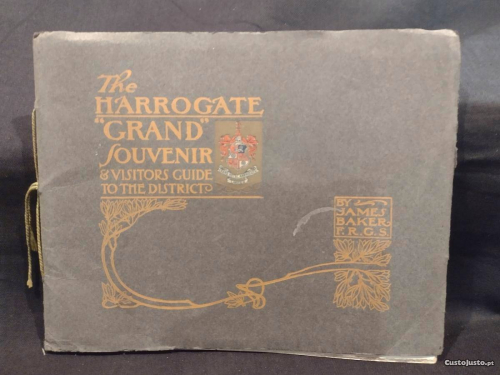 The
HARROGATE
"GRAND"
SOUVENIR
& VISITORS GUIDE
TO THE DISTRICT
BY
JAMES
BAKER
F.R.G.S
CustoJusto.pt